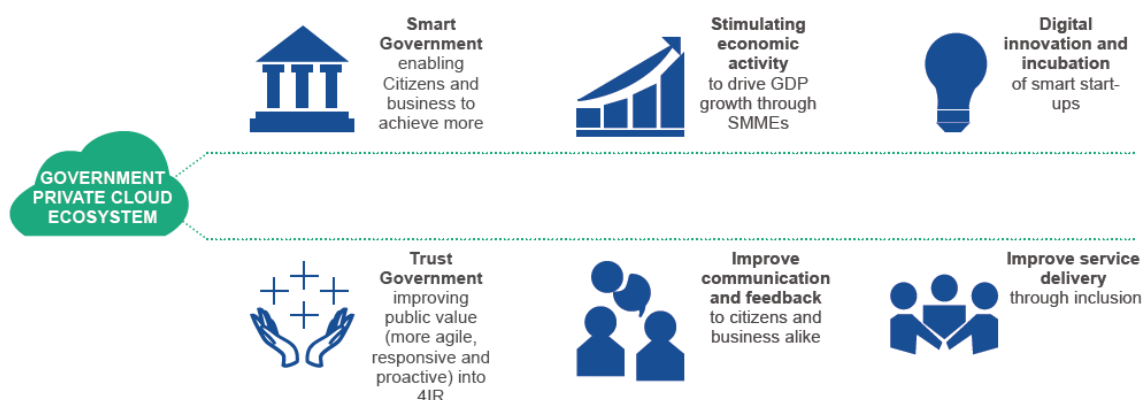 Smart
Government
enabling
Citizens and
business to
achieve more
Stimulating
economic
activity
to drive GDP
growth through
SMMEs
Digital
innovation and
incubation
of smart start-
ups
GOVERNMENT
PRIVATE CLOUD
ECOSYSTEM
Trust
Government
improving
public value
(more agile,
responsive and
proactive) into
4IR
Improve
communication
and feedback
to citizens and
business alike
Improve service
delivery
through inclusion